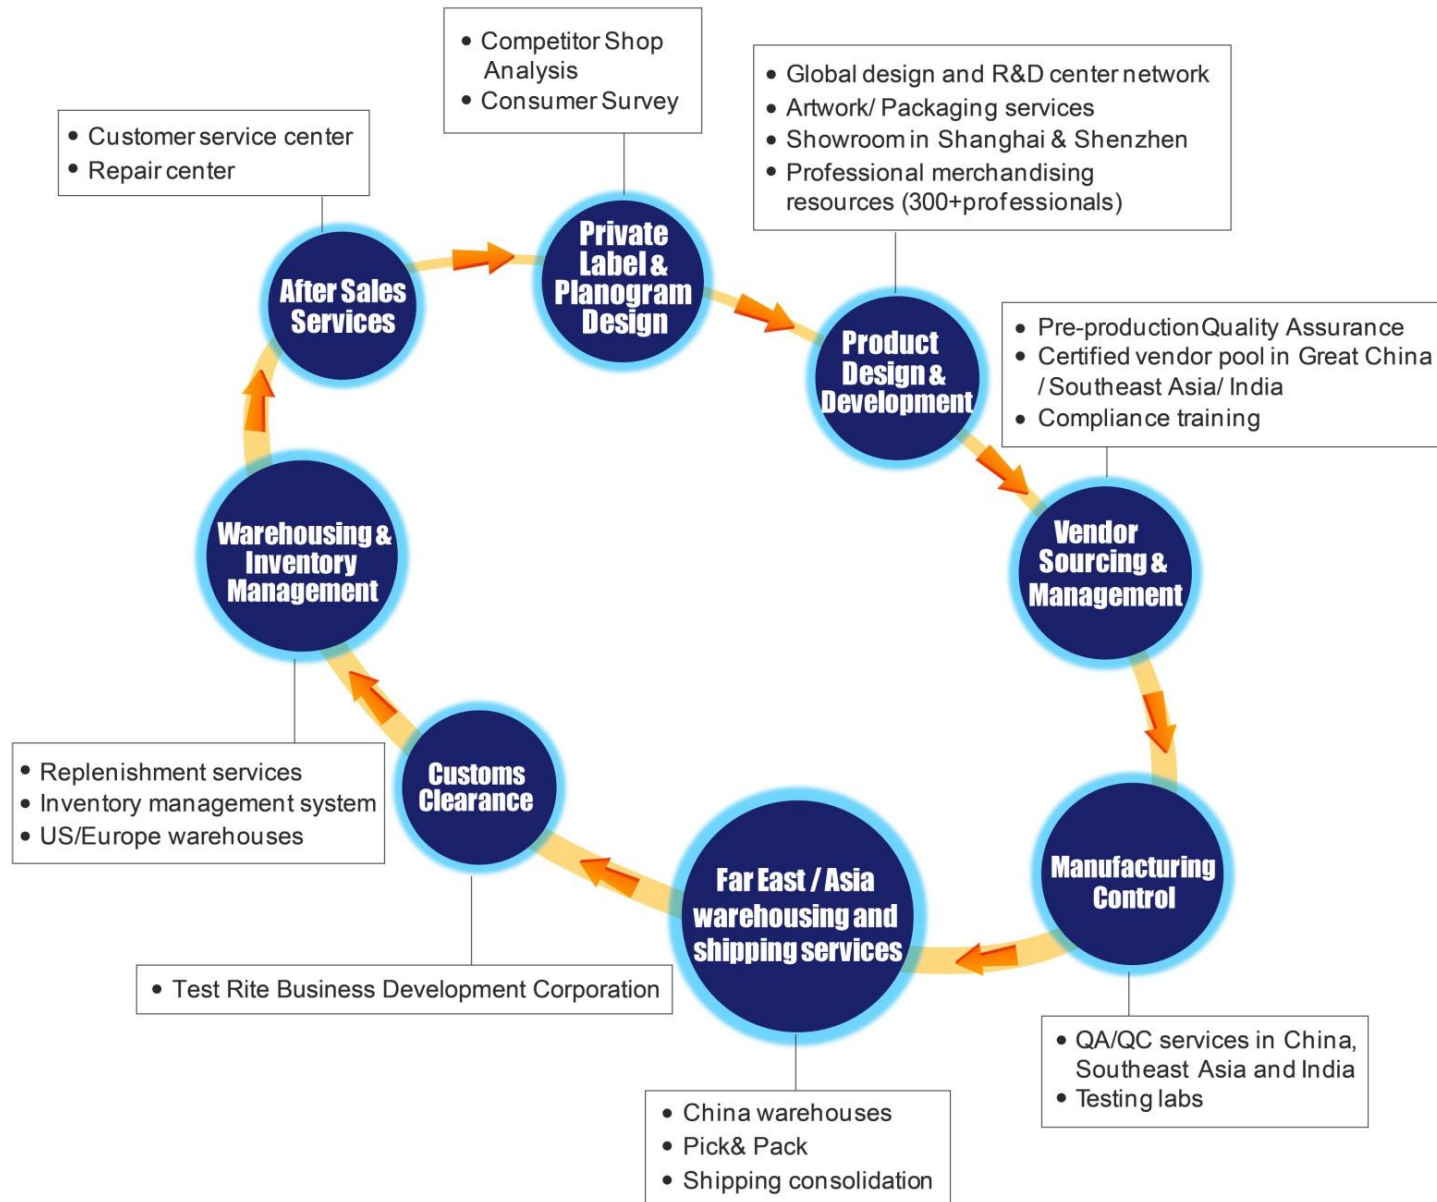 • Competitor Shop
Analysis
• Consumer Survey
• Global design and R&D center network
• Artwork/ Packaging services
• Showroom in Shanghai & Shenzhen
• Professional merchandising
resources (300+professionals)
• Customer service center
• Repair center
Private
Label &
Planogram
Design
After Sales
Services
Product
Design &
Development
• Pre-productionQuality Assurance
• Certified vendor pool in Great China
/ Southeast Asia/ India
• Compliance training
Vendor
Sourcing &
Management
Warehousing &
Inventory
Management
• Replenishment services
• Inventory management system
• US/Europe warehouses
Customs
Clearance
Far East / Asia
warehousing and
shipping services
Manufacturing
Control
• Test Rite Business Development Corporation
• QA/QC services in China,
Southeast Asia and India
• Testing labs
• China warehouses
• Pick& Pack
• Shipping consolidation